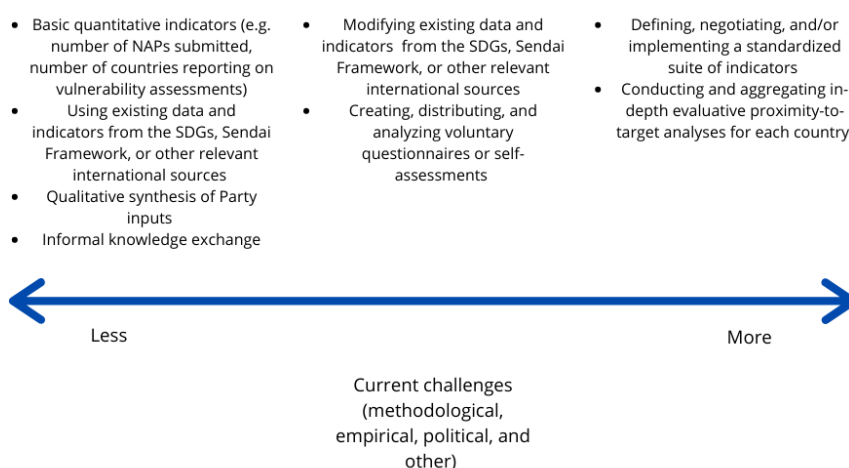 • Basic quantitative indicators (e.g.
number of NAPs submitted,
number of countries reporting on
vulnerability assessments)
• Using existing data and
indicators from the SDGs, Sendai
Framework, or other relevant
international sources
• Qualitative synthesis of Party
inputs
• Informal knowledge exchange
• Modifying existing data and
indicators from the SDGs, Sendai
Framework, or other relevant
international sources
• Creating, distributing, and
analyzing voluntary
questionnaires or self-
assessments
• Defining, negotiating, and/or
implementing a standardized
suite of indicators
• Conducting and aggregating in-
depth evaluative proximity-to-
target analyses for each country
Less
More
Current challenges
(methodological,
empirical, political, and
other)